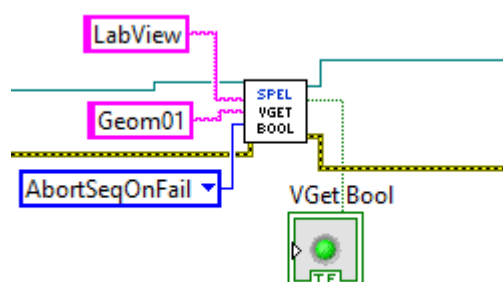 LabView
SPEL
VGET
BOOL
Geom01
AbortSeqOnFail
VGet Bool
TF